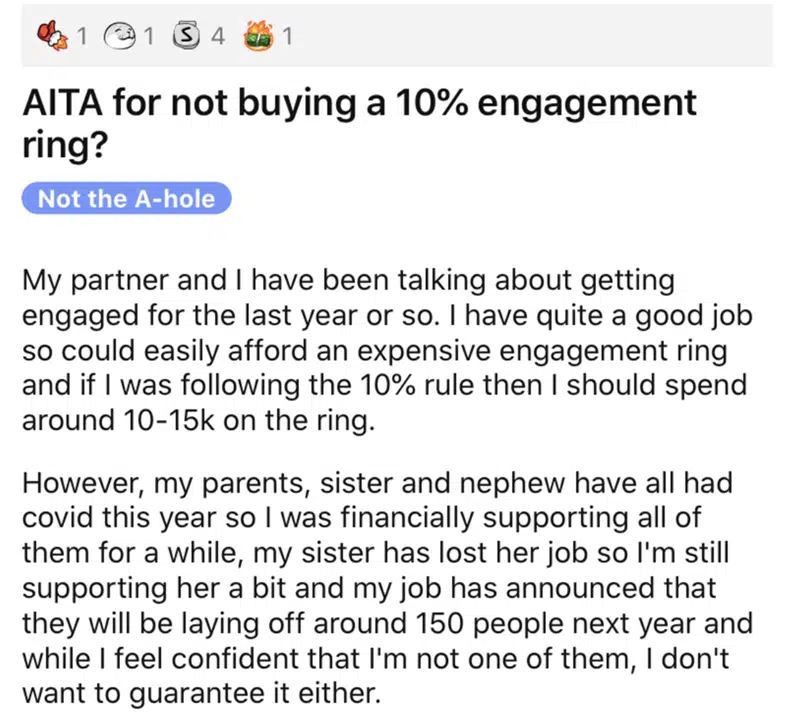 1 1 S 4 1
AITA for not buying a 10% engagement
ring?
Not the A-hole
My partner and I have been talking about getting
engaged for the last year or so. I have quite a good job
so could easily afford an expensive engagement ring
and if I was following the 10% rule then I should spend
around 10-15k on the ring.
However, my parents, sister and nephew have all had
covid this year so I was financially supporting all of
them for a while, my sister has lost her job so I'm still
supporting her a bit and my job has announced that
they will be laying off around 150 people next year and
while I feel confident that I'm not one of them, I don't
want to guarantee it either.